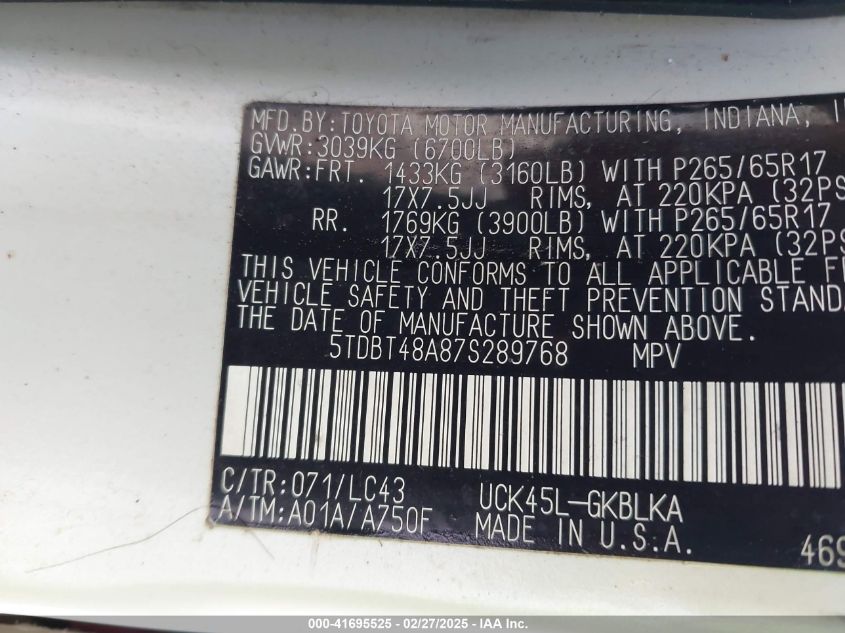 MFD. BY: TOYOTA MOTOR MANUFACTURING, INDIANA,
GVWR: 3039KG (6700LB)
GAWR: FRT. 1433KG (3160LB) WITH P265/65R17
17X7.5JJ RIMS, AT 220KPA (32PS
RR. 1769KG (3900LB) WITH P265/65R17
17X7.5JJ RIMS, AT 220KPA (32PS
THIS VEHICLE CONFORMS TO ALL APPLICABLE
VEHICLE SAFETY AND THEFT PREVENTION STAND
THE DATE OF MANUFACTURE SHOWN ABOVE.
5TDBT48A87S289768 MPV
C/TR: 071/LC43 UCK45L-GKBLKA
A/TM: A01A/A750F MADE IN U.S.A.
469
000-41695525 - 02/27/2025 - IAA Inc.